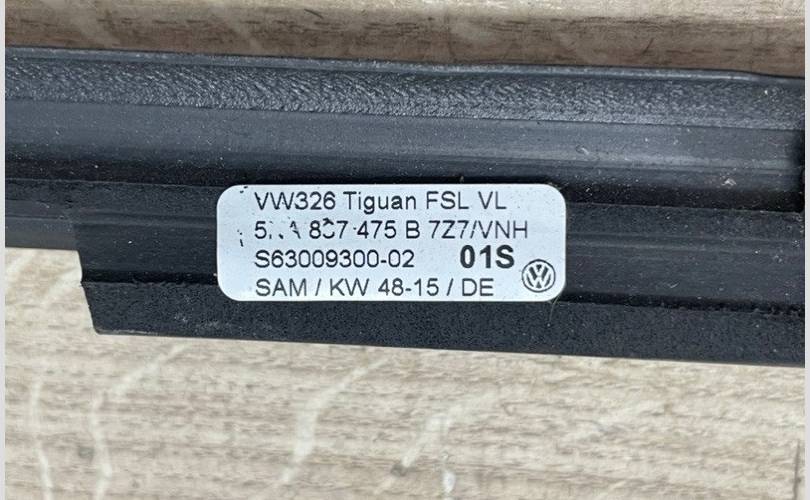 VW326 Tiguan FSL VL
475 B 7Z7/VNH
S63009300-02 01S
SAM / KW 48-15 / DE